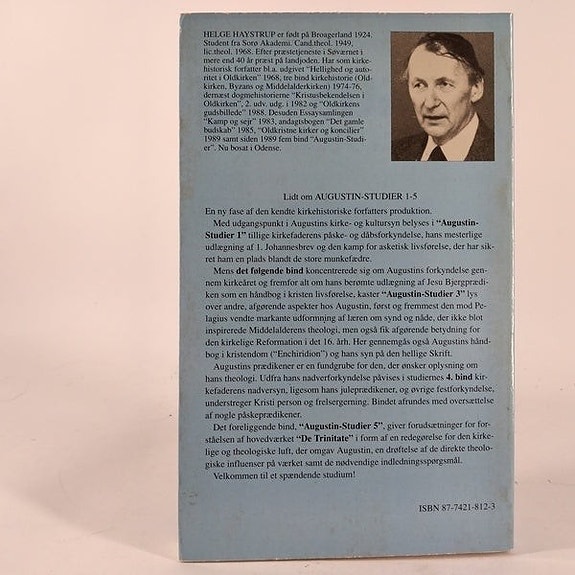 HELGE HAYSTRUP er født på Brougerland 1924.
Student fra Sorø Akademi. Cand.theol. 1949,
lic.theol. 1968. Efter præstetjeneste i Søværnet i
mere end 40 år præst på landjoden. Har som kirke-
historisk forfatter bl.a. udgivet "Hellighed og auto-
ritet i Oldkirken" 1968, tre bind kirkehistorie (Old-
kirken, Byzans og Middelalderkirken) 1974-76,
dernæst dogmehistorierne "Kristusbekendelsen i
Oldkirken", 2. udv. udg. i 1982 og "Oldkirkens
gudsbillede" 1988. Desuden Essaysamlingen
"Kamp og sejr" 1983, andagtsbogen "Det gamle
budskab" 1985, "Oldkristne kirker og koncilier"
1989 samt siden 1989 fem bind "Augustin-Studi-
er". Nu bosat i Odense.
Lidt om AUGUSTIN-STUDIER 1-5
En ny fase af den kendte kirkehistoriske forfatters produktion.
Med udgangspunkt i Augustins kirke- og kultursyn belyses i "Augustin-
Studier 1" tillige kirkefaderens påske- og dåbsforkyndelse, hans mesterlige
udlægning af 1. Johannesbrev og den kamp for asketisk livsførelse, der har sik-
ret ham en plads blandt de store munkefædre.
Mens det følgende bind koncentrerede sig om Augustins forkyndelse gen-
nem kirkeåret og fremfor alt om hans berømte udlægning af Jesu Bjergprædi-
ken som en håndbog i kristen livsførelse, kaster "Augustin-Studier 3" lys
over andre, afgørende aspekter hos Augustin, først og fremmest den mod Pe-
lagius vendte markante udformning af læren om synd og nåde, der ikke blot
inspirerede Middelalderens theologi, men også fik afgørende betydning for
den kirkelige Reformation i det 16. årh. Her gennemgås også Augustins hånd-
bog i kristendom ("Enchiridion") og hans syn på den hellige Skrift.
Augustins prædikener er en fundgrube for den, der ønsker oplysning om
hans theologi. Udfra hans nadverforkyndelse påvises i studiernes 4. bind kir-
kefaderens nadversyn, ligesom hans juleprædikener, og øvrige festforkyndelse,
understreger Kristi person og frelsergerning. Bindet afrundes med oversættelse
af nogle påskeprædikener.
Det foreliggende bind, "Augustin-Studier 5", giver forudsætninger for for-
ståelsen af hovedværket "De Trinitate" i form af en redegørelse for den kirke-
lige og theologiske luft, der omgav Augustin, en drøftelse af de direkte theolo-
giske influenser på værket samt de nødvendige indledningsspørgsmål.
Velkommen til et spændende studium!
ISBN 87-7421-812-3